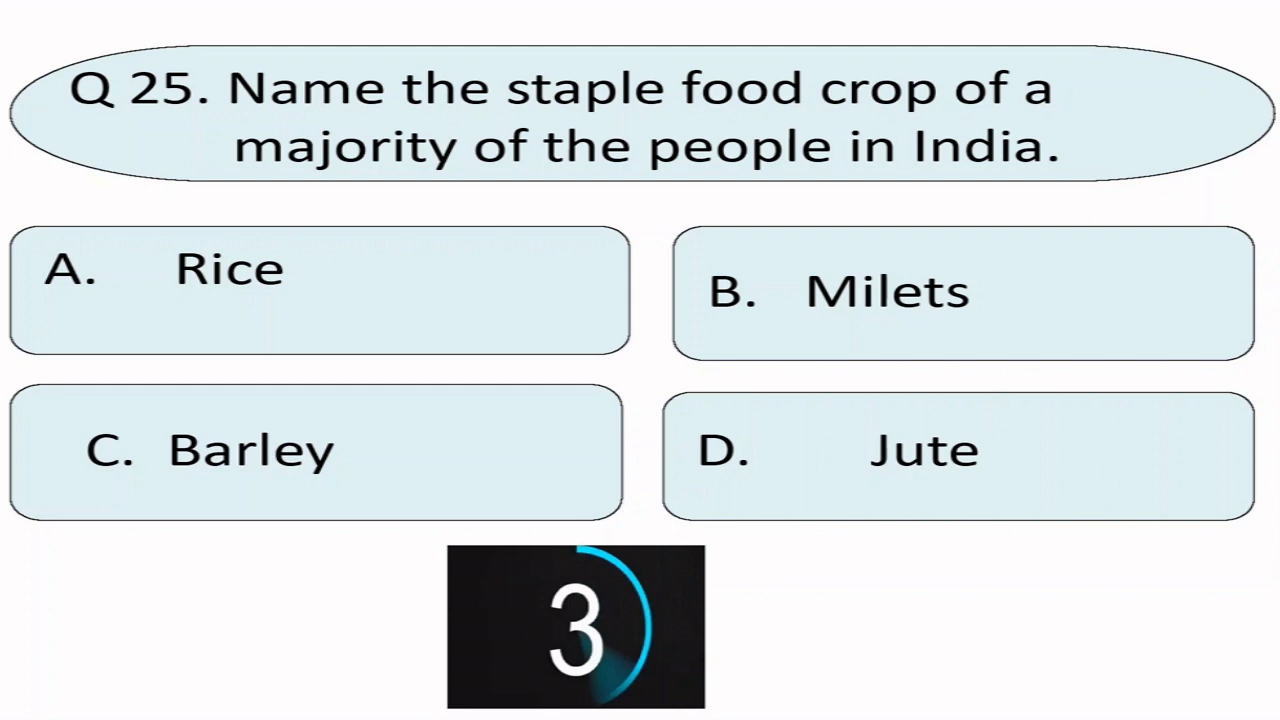 Q 25. Name the staple food crop of a
majority of the people in India.
A. Rice
B. Milets
C. Barley
D. Jute
3